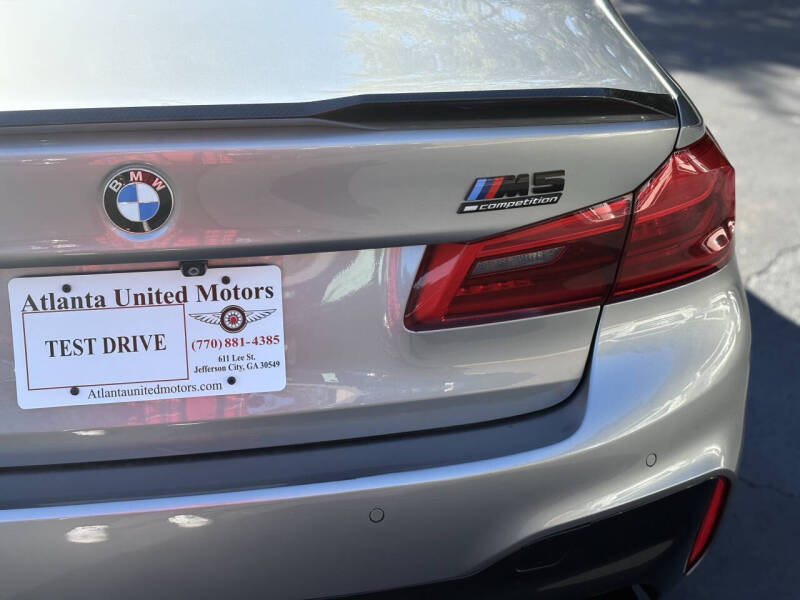 BMW
M5
competition
Atlanta United Motors
TEST DRIVE
(770) 881-4385
611 Lee St.
Jefferson City, GA 30549
Atlantaunitedmotors.com